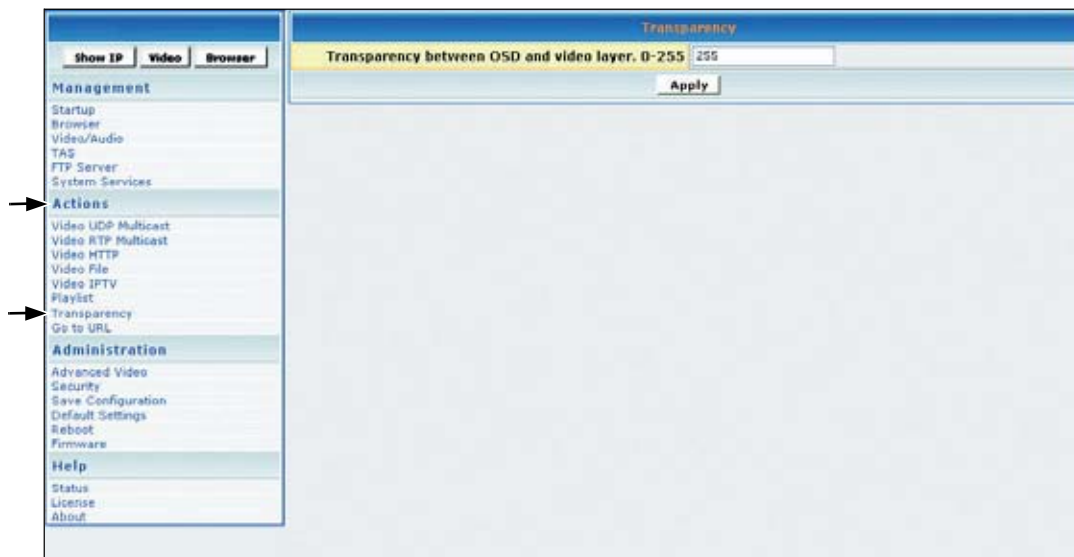 Show IP Video Browser
Management
Startup
Browser
Video/Audio
TAS
FTP Server
System Services
Actions
Video UDP Multicast
Video RTP Multicast
Video HTTP
Video File
Video IPTV
Playlist
Transparency
Go to URL
Administration
Advanced Video
Security
Save Configuration
Default Settings
Reboot
Firmware
Help
Status
License
About
Transparency
Transparency between OSD and video layer. 0-255 255
Apply